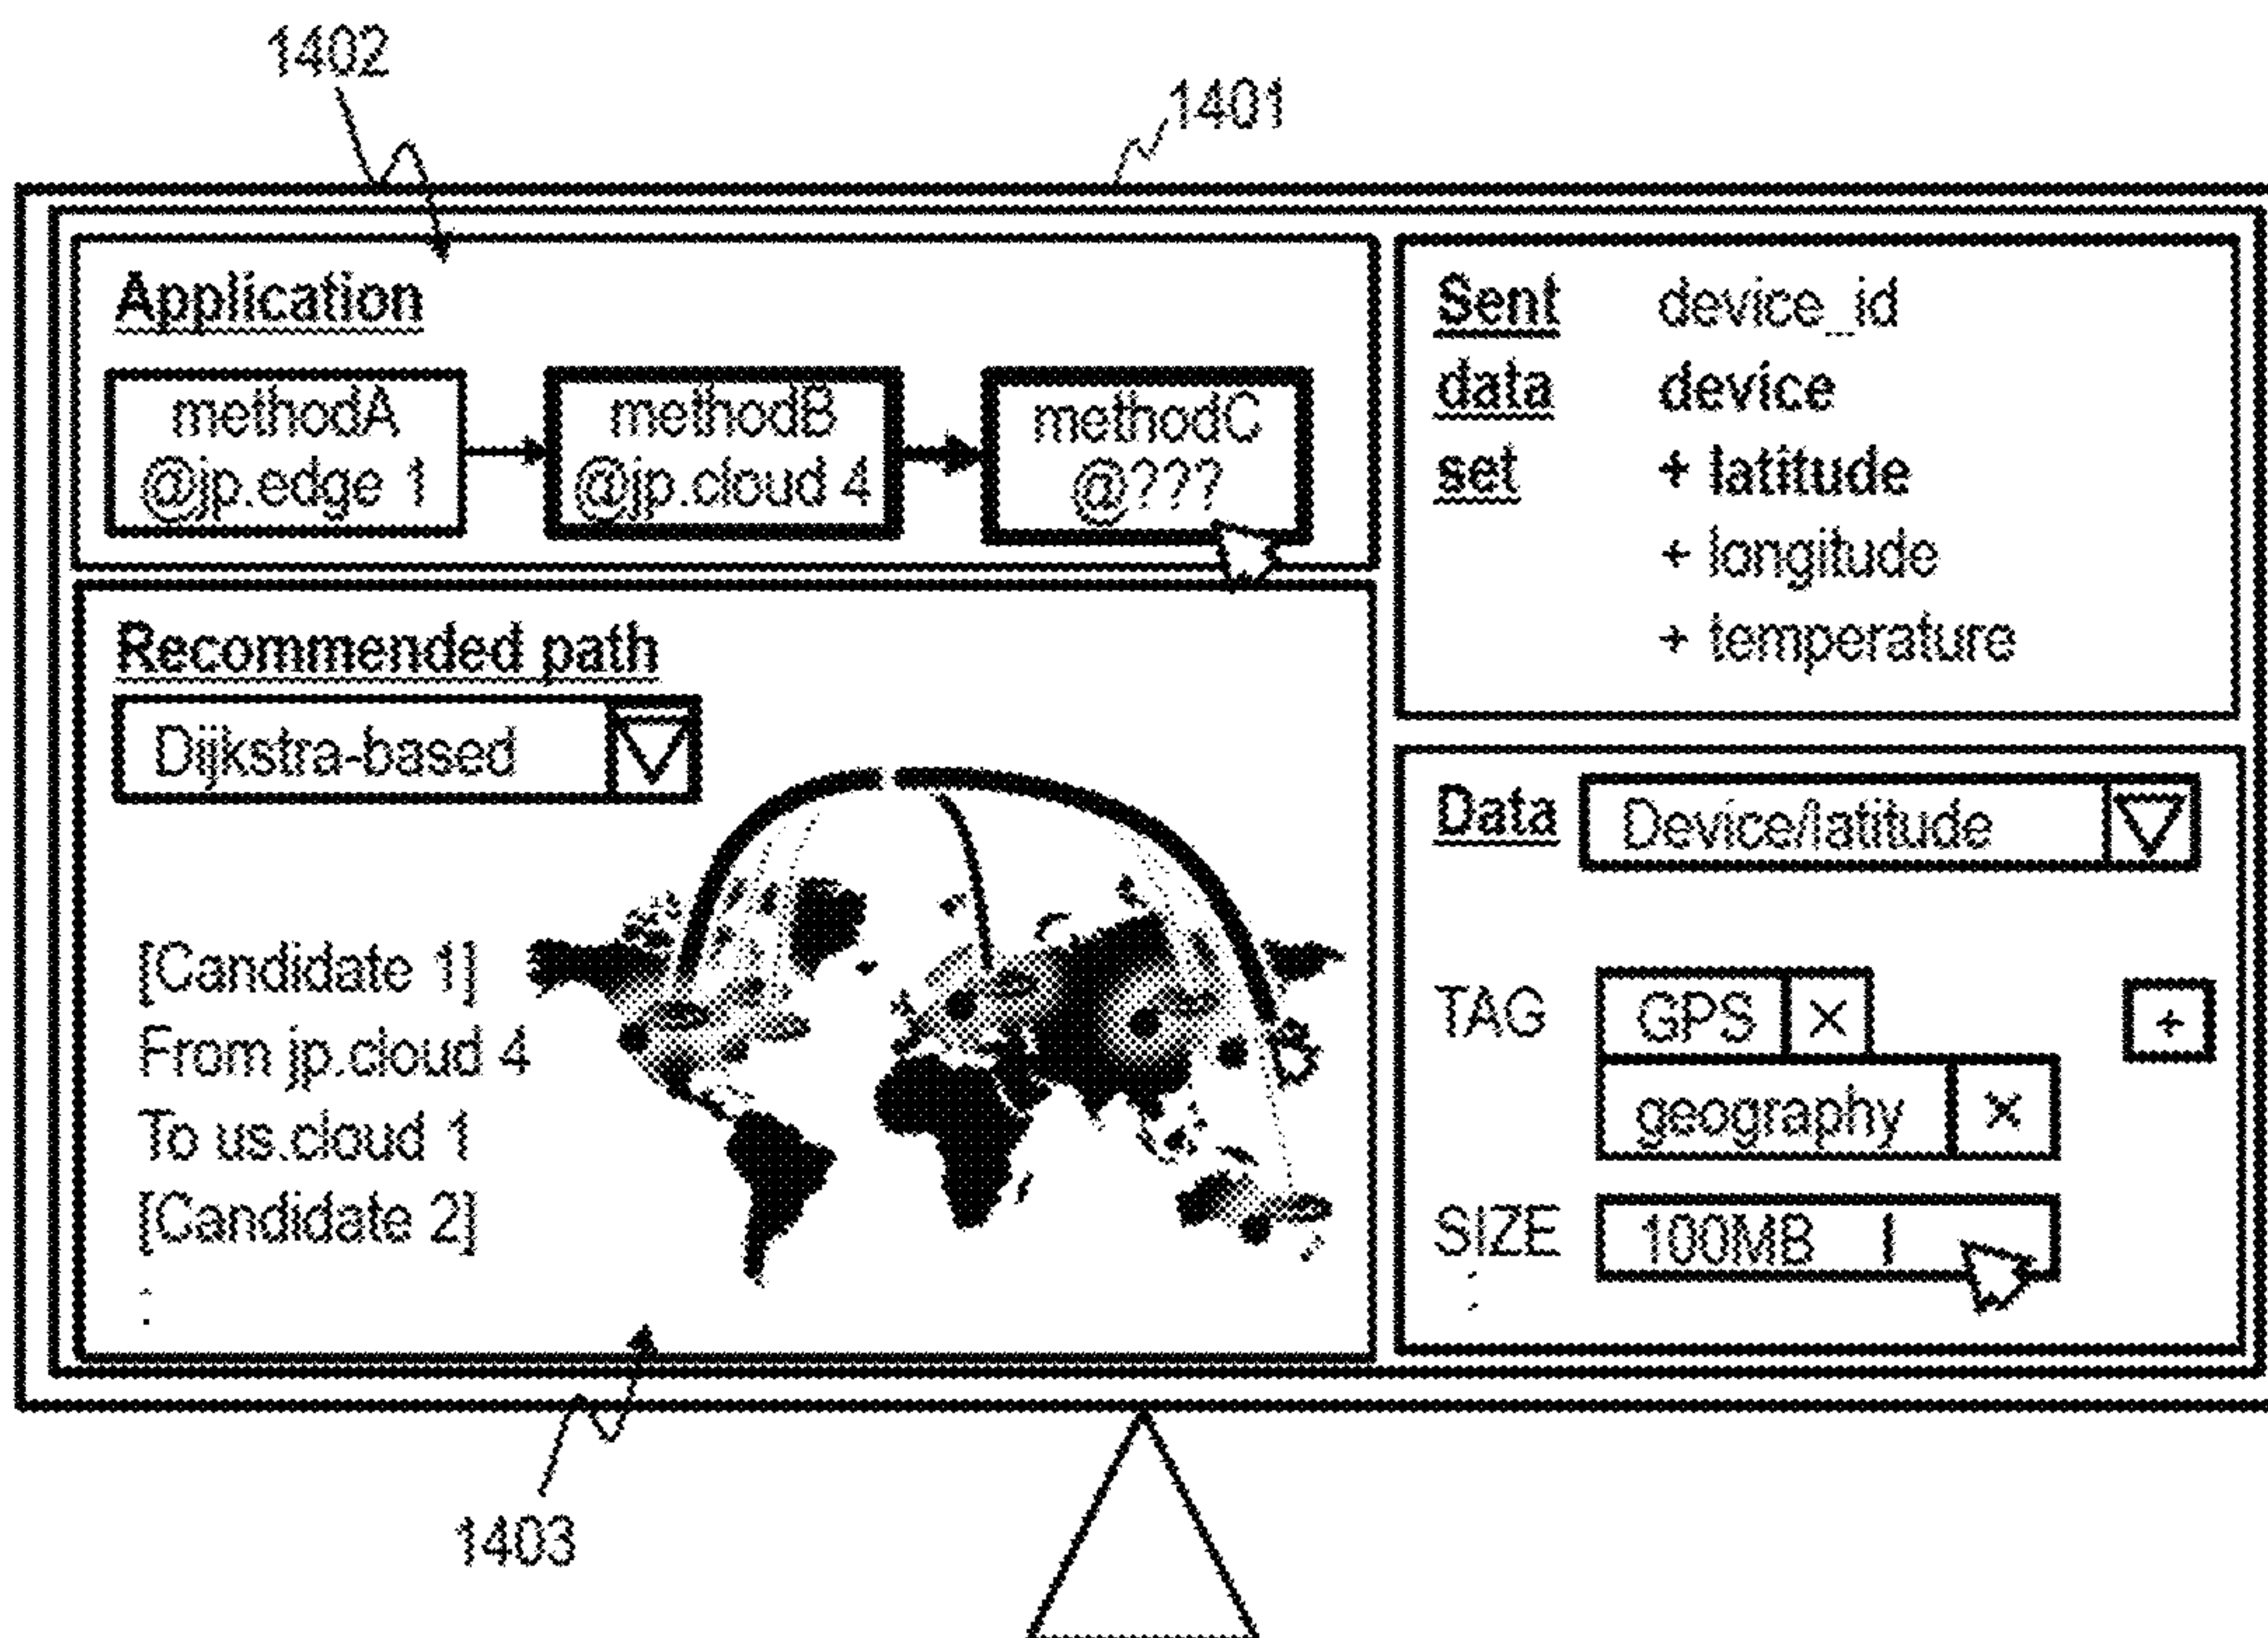 1402
1401
Application
methodA
@jp.edge 1
methodB
@jp.cloud 4
methodC
@???
Sent data set
device_id
device
+ latitude
+ longitude
+ temperature
Recommended path
Dijkstra-based
[Candidate 1]
From jp.cloud 4
To us.cloud 1
[Candidate 2]
:
Data Device/latitude
TAG GPS × +
geography ×
SIZE 100MB
:
1403